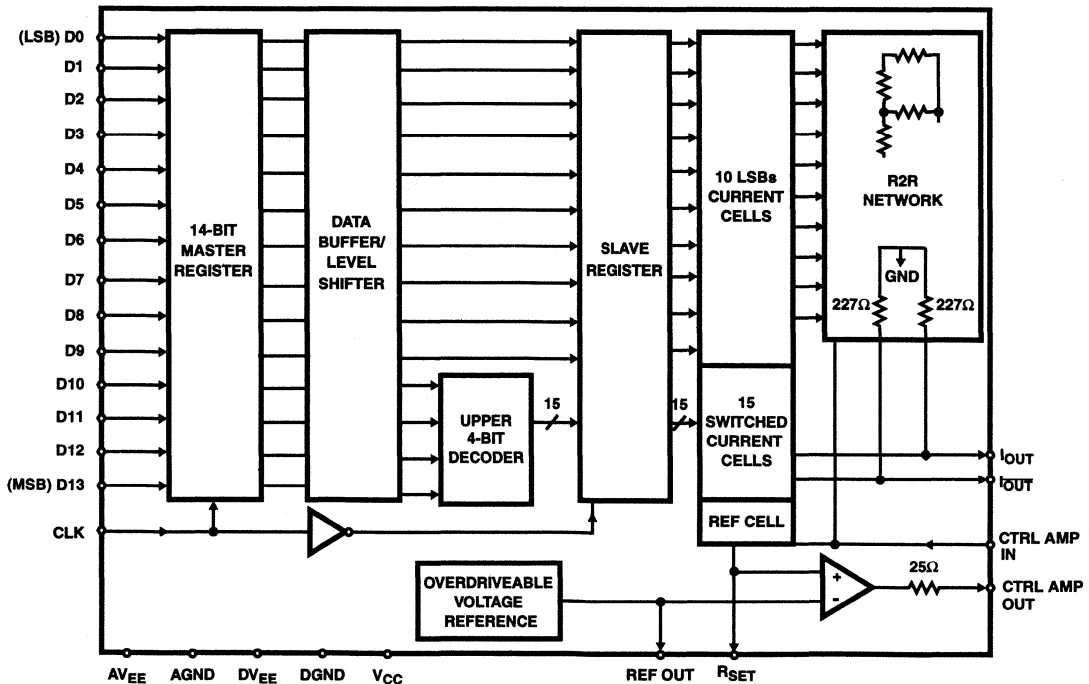 (LSB) D0
D1
D2
D3
D4
D5
D6
D7
D8
D9
D10
D11
D12
(MSB) D13
CLK
14-BIT
MASTER
REGISTER
DATA
BUFFER/
LEVEL
SHIFTER
UPPER
4-BIT
DECODER
15
SLAVE
REGISTER
15
10 LSBs
CURRENT
CELLS
15
SWITCHED
CURRENT
CELLS
REF CELL
R2R
NETWORK
GND
227Ω
227Ω
IOUT
I̅OUT
CTRL AMP
IN
25Ω
CTRL AMP
OUT
+
-
OVERDRIVEABLE
VOLTAGE
REFERENCE
AVEE
AGND
DVEE
DGND
VCC
REF OUT
RSET